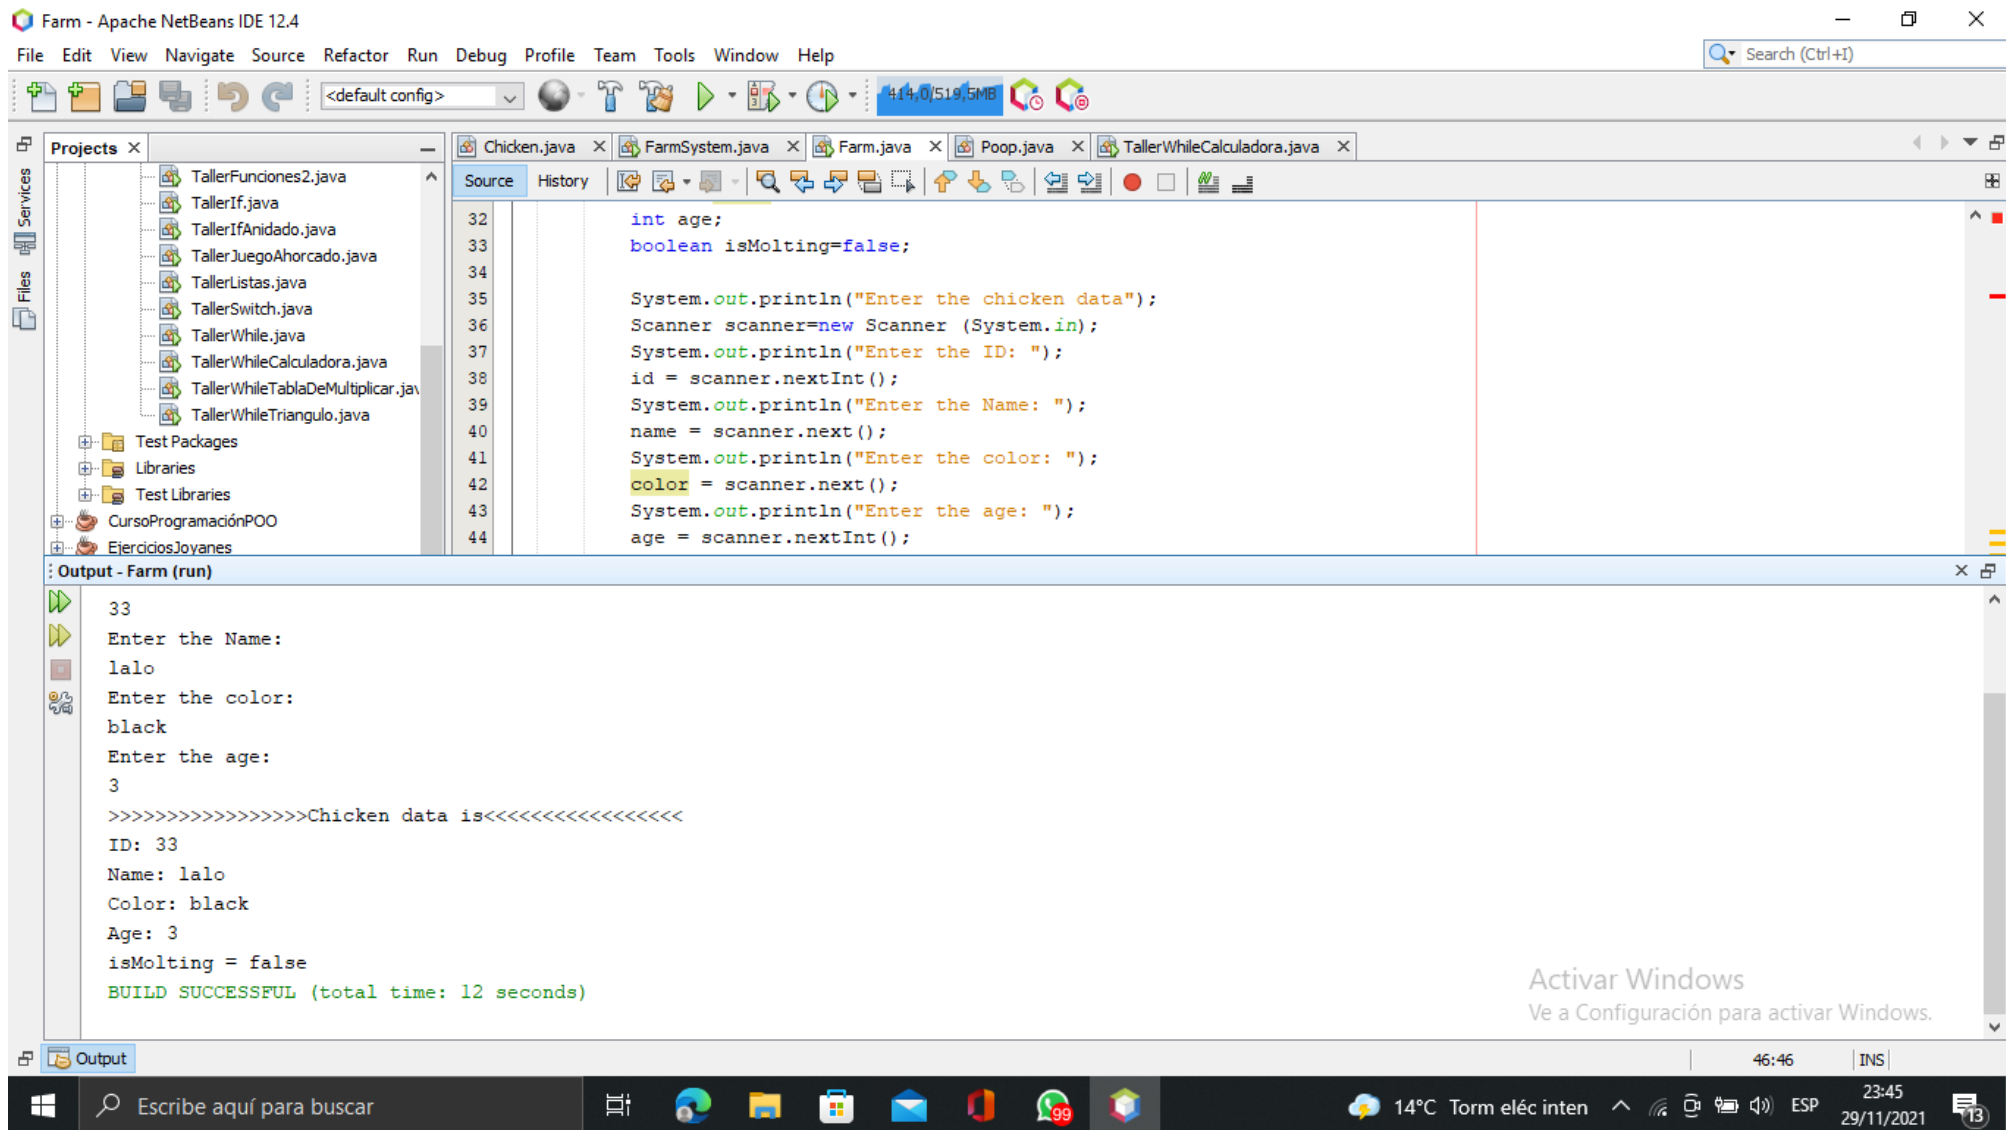 Farm - Apache NetBeans IDE 12.4
File Edit View Navigate Source Refactor Run Debug Profile Team Tools Window Help
Search (Ctrl+I)
<default config>
414,0/519,5MB
Services
Files
Projects
TallerFunciones2.java
TallerIf.java
TallerIfAnidado.java
TallerJuegoAhorcado.java
TallerListas.java
TallerSwitch.java
TallerWhile.java
TallerWhileCalculadora.java
TallerWhileTablaDeMultiplicar.jav
TallerWhileTriangulo.java
Test Packages
Libraries
Test Libraries
CursoProgramaciónPOO
EjerciciosJoyanes
Chicken.java FarmSystem.java Farm.java Poop.java TallerWhileCalculadora.java
Source History
32 int age;
33 boolean isMolting=false;
34
35 System.out.println("Enter the chicken data");
36 Scanner scanner=new Scanner (System.in);
37 System.out.println("Enter the ID: ");
38 id = scanner.nextInt();
39 System.out.println("Enter the Name: ");
40 name = scanner.next();
41 System.out.println("Enter the color: ");
42 color = scanner.next();
43 System.out.println("Enter the age: ");
44 age = scanner.nextInt();
Output - Farm (run)
33
Enter the Name:
lalo
Enter the color:
black
Enter the age:
3
>>>>>>>>>>>>>>>>>Chicken data is<<<<<<<<<<<<<<<<<
ID: 33
Name: lalo
Color: black
Age: 3
isMolting = false
BUILD SUCCESSFUL (total time: 12 seconds)
Activar Windows
Ve a Configuración para activar Windows.
Output
46:46 INS
Escribe aquí para buscar
99
14°C Torm eléc inten
ESP
23:45
29/11/2021
13